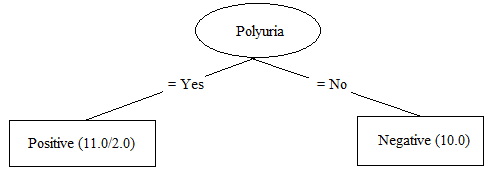 Polyuria
= Yes
= No
Positive (11.0/2.0)
Negative (10.0)